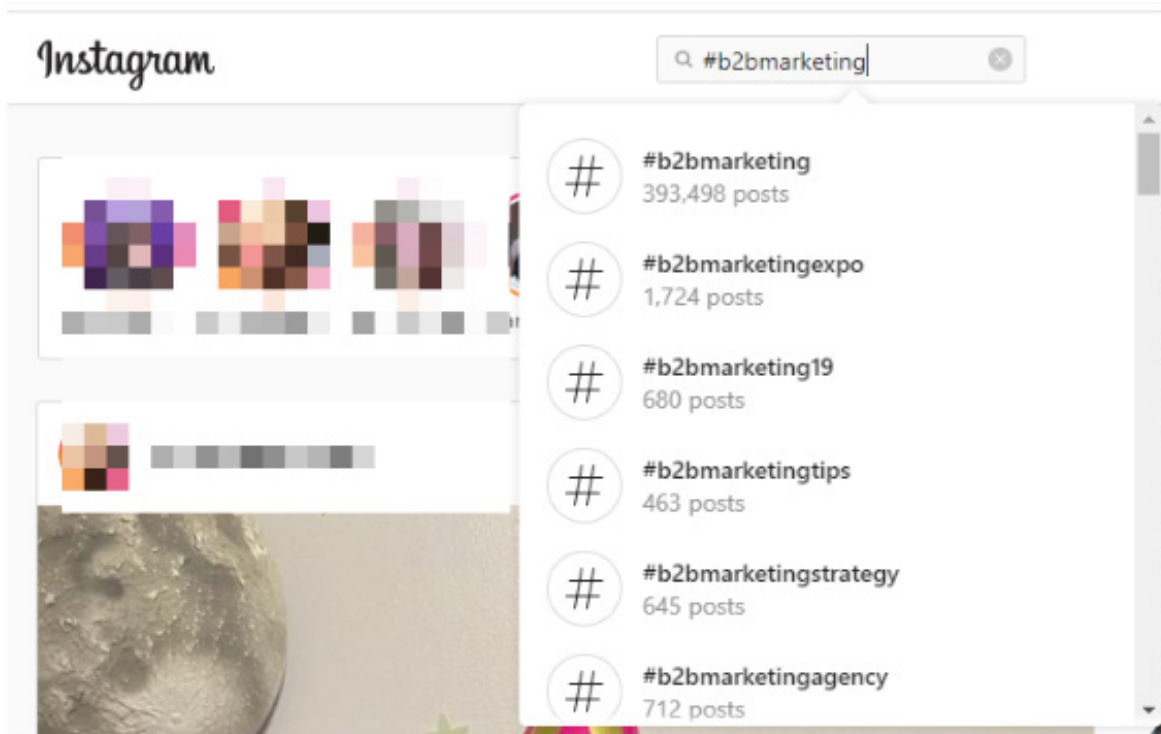 Instagram
#b2bmarketing
#b2bmarketing
393,498 posts
#b2bmarketingexpo
1,724 posts
#b2bmarketing19
680 posts
#b2bmarketingtips
463 posts
#b2bmarketingstrategy
645 posts
#b2bmarketingagency
712 posts